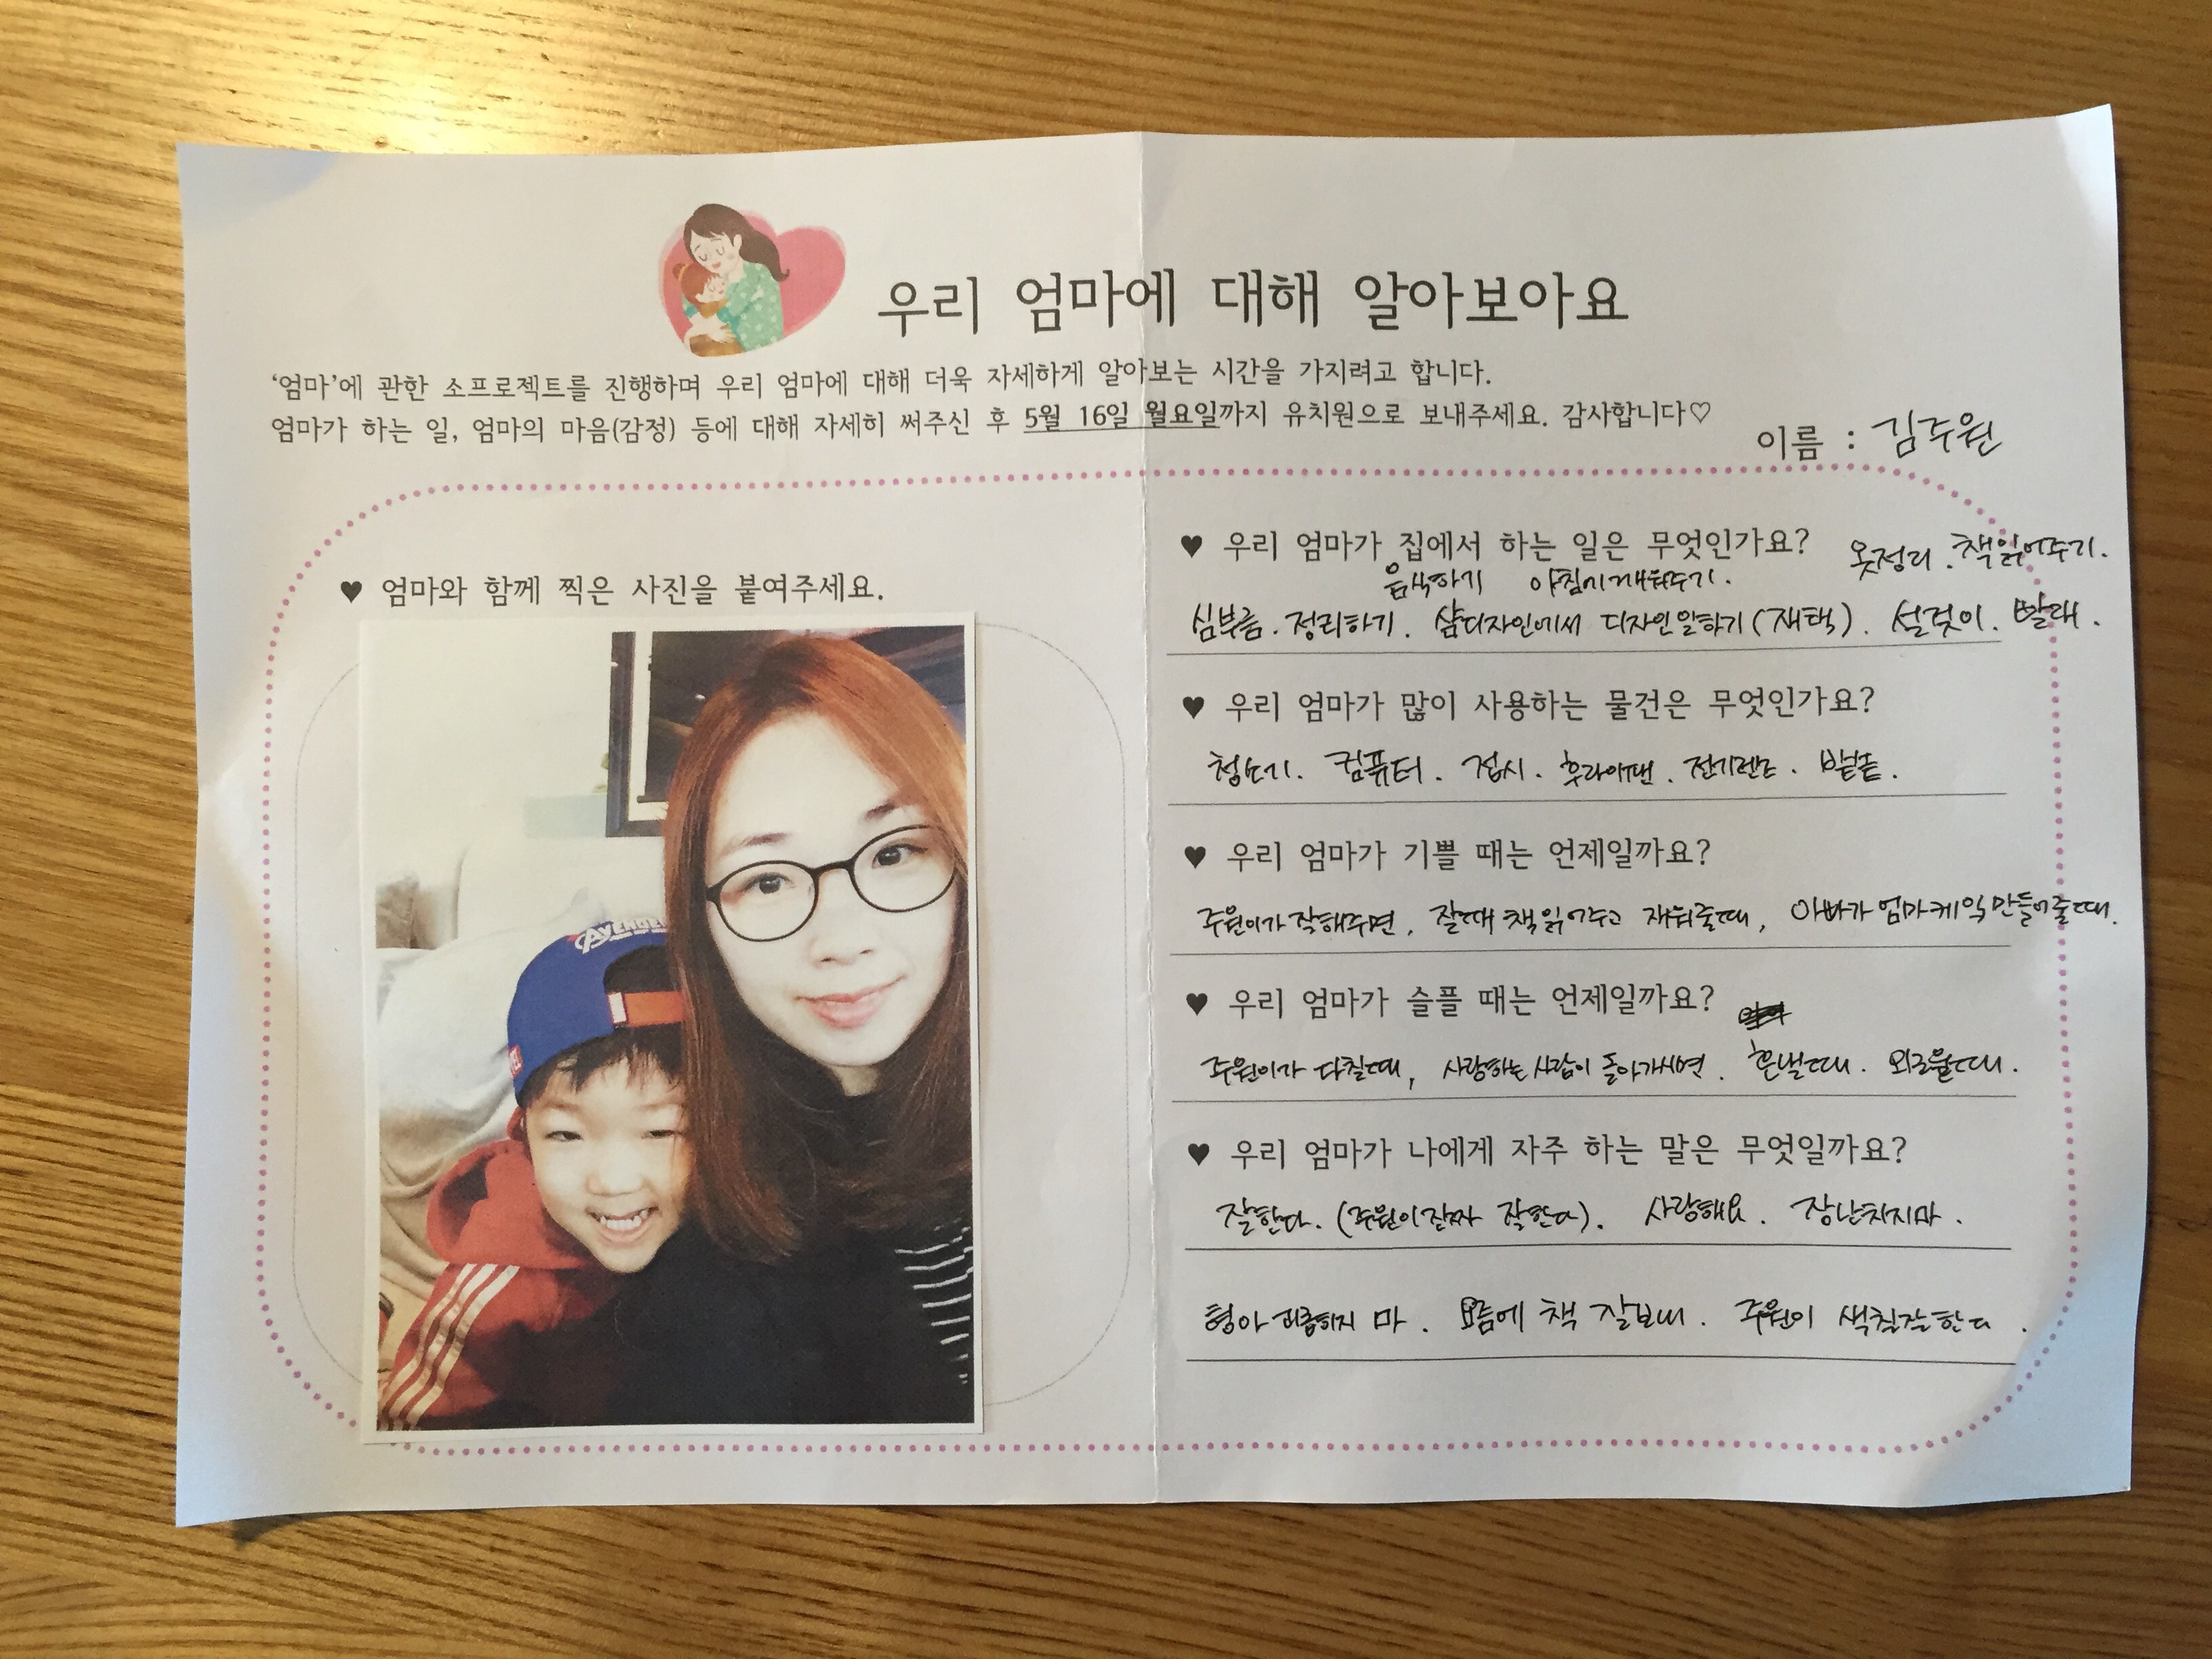 우리 엄마에 대해 알아보아요
'엄마'에 관한 소프로젝트를 진행하며 우리 엄마에 대해 더욱 자세하게 알아보는 시간을 가지려고 합니다.
엄마가 하는 일, 엄마의 마음(감정) 등에 대해 자세히 써주신 후 5월 16일 월요일까지 유치원으로 보내주세요. 감사합니다♡
이름 : 김주원
♥ 엄마와 함께 찍은 사진을 붙여주세요.
AVENGE
♥ 우리 엄마가 집에서 하는 일은 무엇인가요? 옷정리. 책읽어주기.
음식하기 아침에깨워주기.
심부름. 정리하기. 샘디자인에서 디자인일하기(재택). 설겆이. 빨래.
♥ 우리 엄마가 많이 사용하는 물건은 무엇인가요?
청소기. 컴퓨터. 접시. 후라이팬. 전기렌즈.
♥ 우리 엄마가 기쁠 때는 언제일까요?
주원이가 잘해주면, 잘때 책읽어주고 재워줄때, 아빠가 엄마케익만들어줄때.
♥ 우리 엄마가 슬플 때는 언제일까요?
주원이가 다칠때, 사랑하는사람이 돌아가시면. 혼낼때. 외로울때.
♥ 우리 엄마가 나에게 자주 하는 말은 무엇일까요?
잘한다. (주원이진짜 잘한다). 사랑해요. 장난치지마.
형아 괴롭히지 마. 요즘에 책 잘보네. 주원이 색칠잘한다.